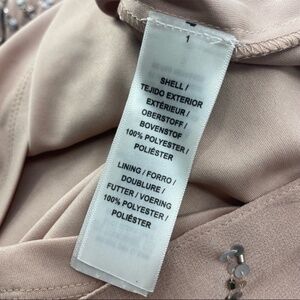 1
SHELL /
TEJIDO EXTERIOR
EXTÉRIEUR /
OBERSTOFF /
BOVENSTOF
100% POLYESTER /
POLIÉSTER
LINING / FORRO /
DOUBLURE /
FUTTER / VOERING
100% POLYESTER /
POLIÉSTER